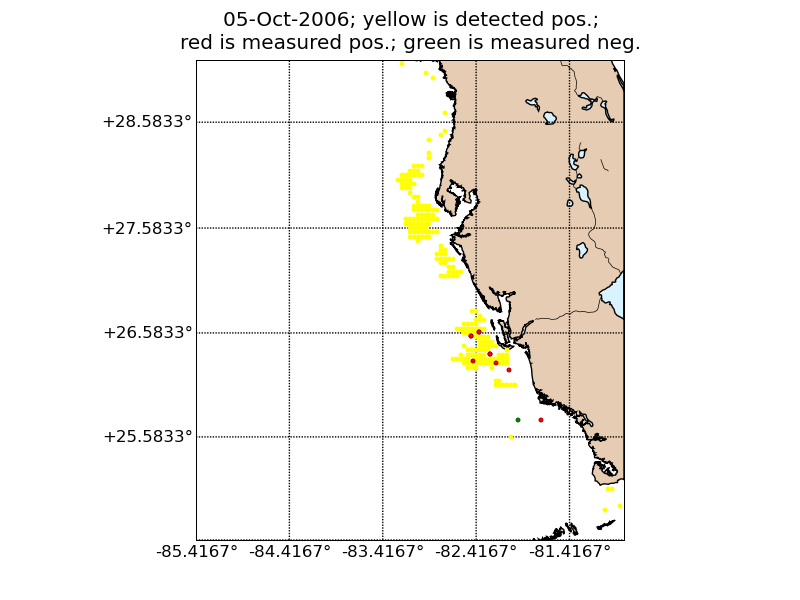 05-Oct-2006; yellow is detected pos.;
red is measured pos.; green is measured neg.
+28.5833°
+27.5833°
+26.5833°
+25.5833°
-85.4167° -84.4167° -83.4167° -82.4167° -81.4167°